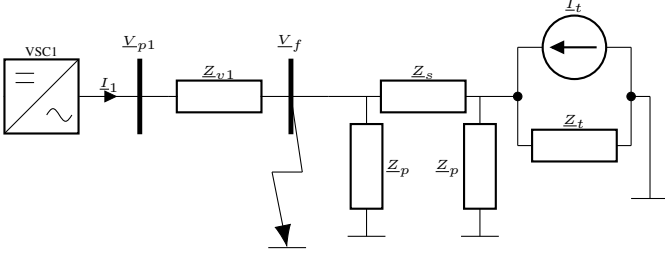 I_t
VSC1
V_p1
V_f
I_1
Z_v1
Z_s
Z_t
Z_p
Z_p